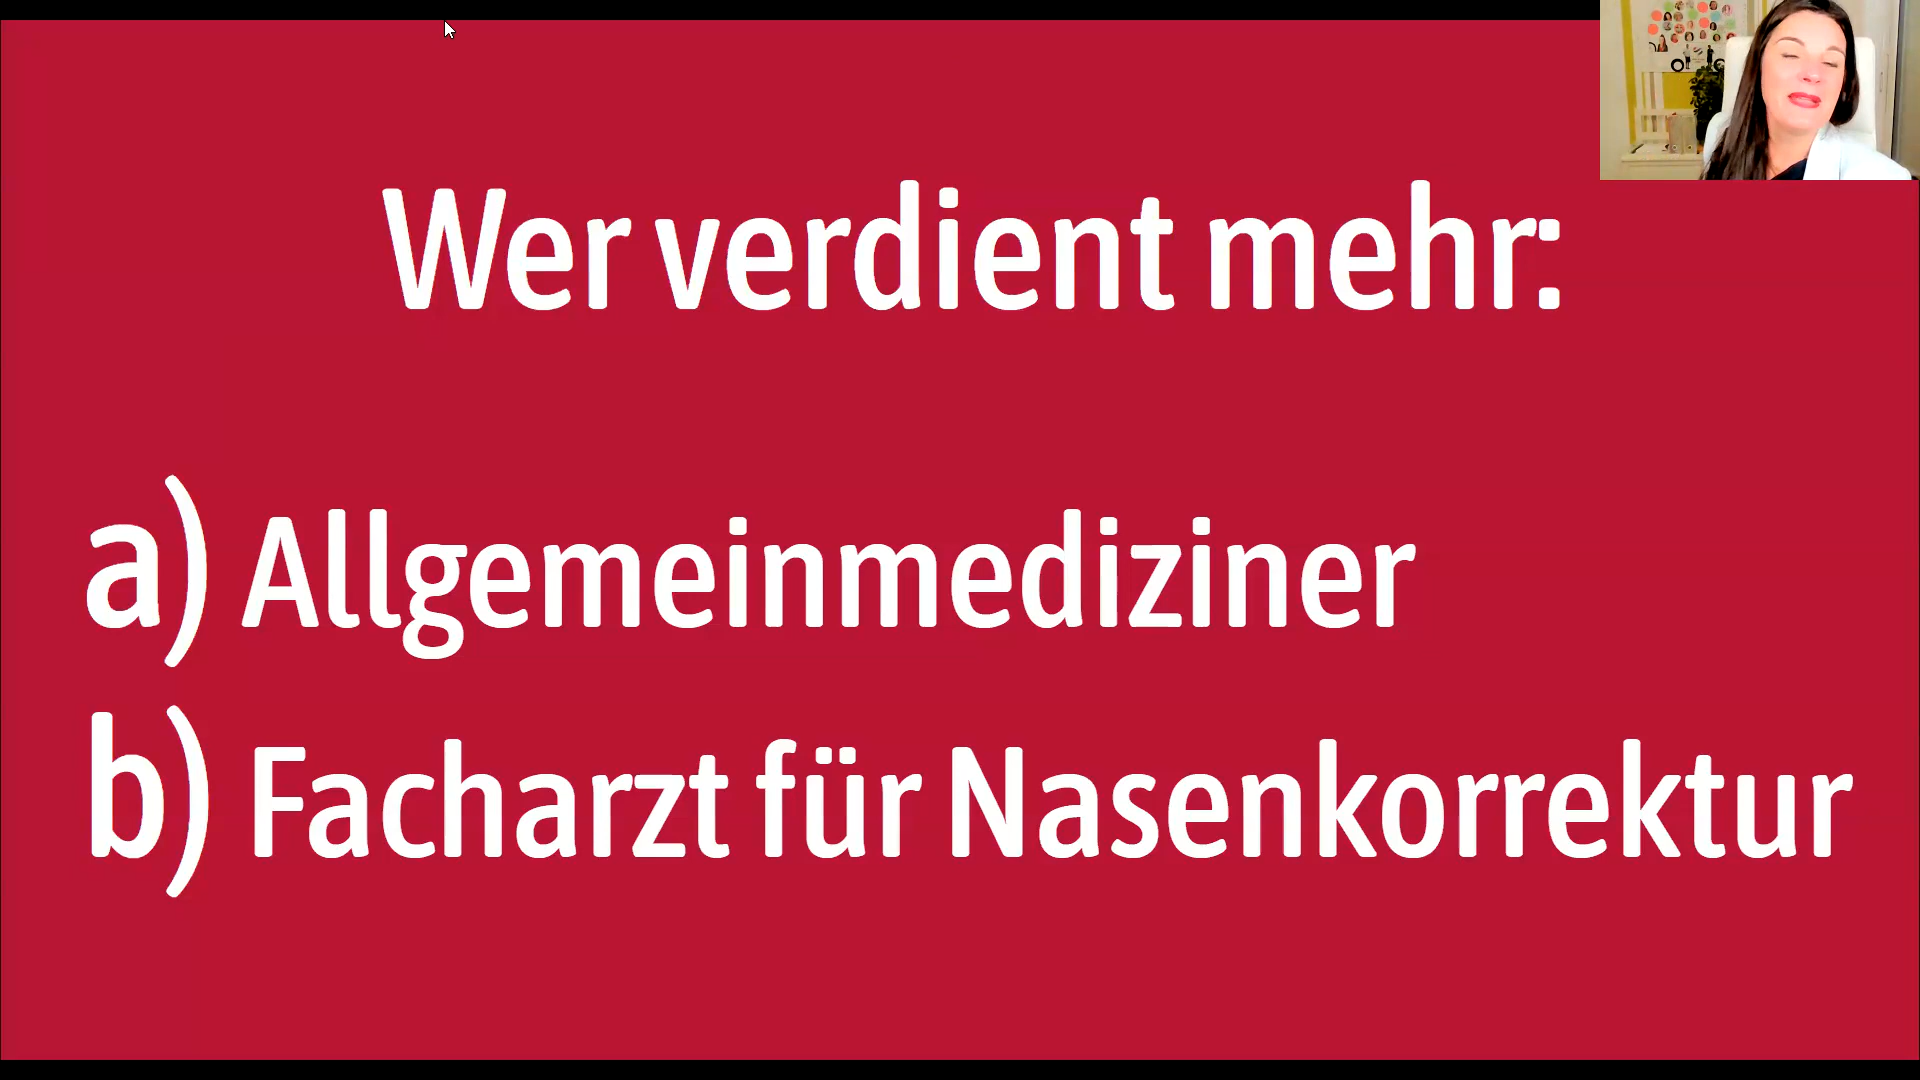 Wer verdient mehr:
a) Allgemeinmediziner
b) Facharzt für Nasenkorrektur